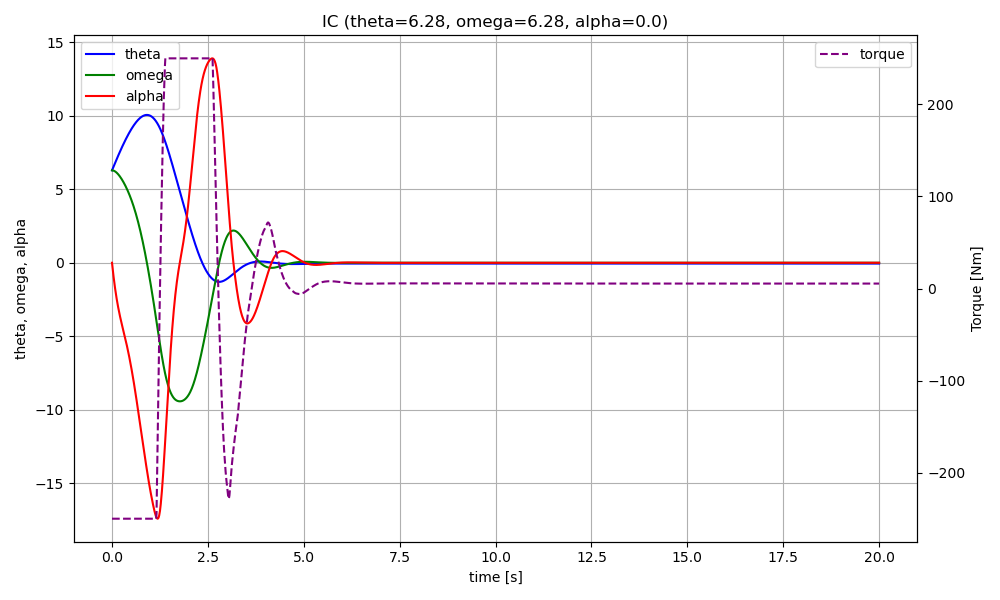 IC (theta=6.28, omega=6.28, alpha=0.0)
theta
omega
alpha
torque
15
10
5
0
−5
−10
−15
theta, omega, alpha
200
100
0
−100
−200
Torque [Nm]
0.0 2.5 5.0 7.5 10.0 12.5 15.0 17.5 20.0
time [s]